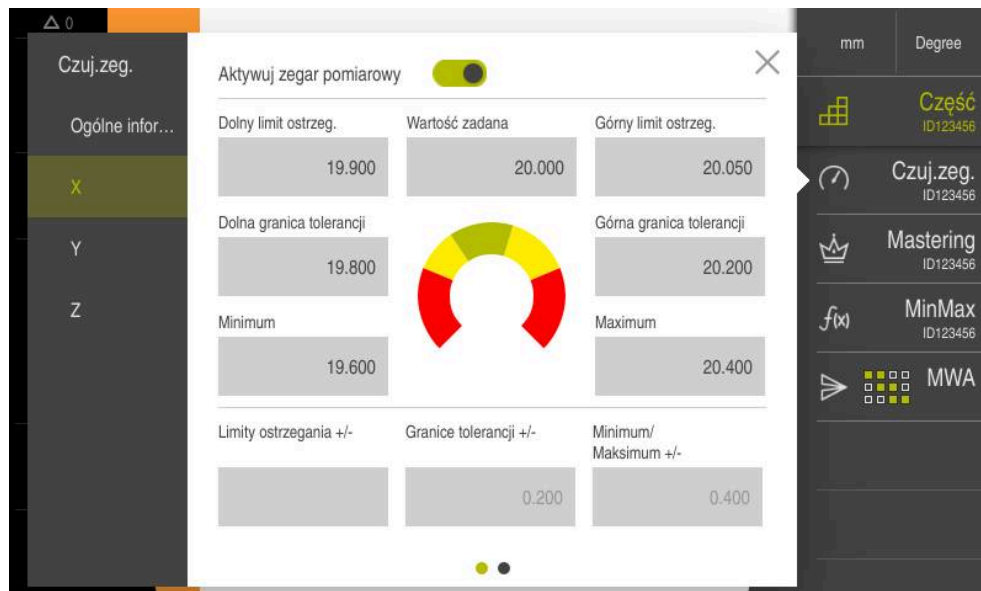 0
Czuj.zeg.
Ogólne infor...
X
Y
Z
Aktywuj zegar pomiarowy
Dolny limit ostrzeg.
Wartość zadana
Górny limit ostrzeg.
19.900
20.000
20.050
Dolna granica tolerancji
Górna granica tolerancji
19.800
20.200
Minimum
Maximum
19.600
20.400
Limity ostrzegania +/-
Granice tolerancji +/-
Minimum/
Maksimum +/-
0.200
0.400
mm
Degree
Część
ID123456
Czuj.zeg.
ID123456
Mastering
ID123456
f(x)
MinMax
ID123456
MWA